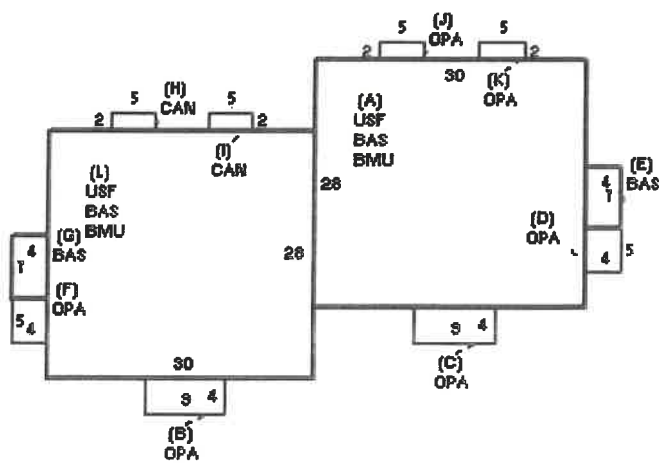 5 (J) 5
2 OPA 2
30 (K)
OPA
5 (H) 5
2 CAN 2
(I)
CAN
(A)
USF
BAS
BMU
(L)
USF
BAS
BMU
28
28
(E)
4 BAS
7
(D)
OPA
4 5
(G)
4 BAS
7
(F)
5 4 OPA
9 4
(C)
OPA
30
9 4
(B)
OPA